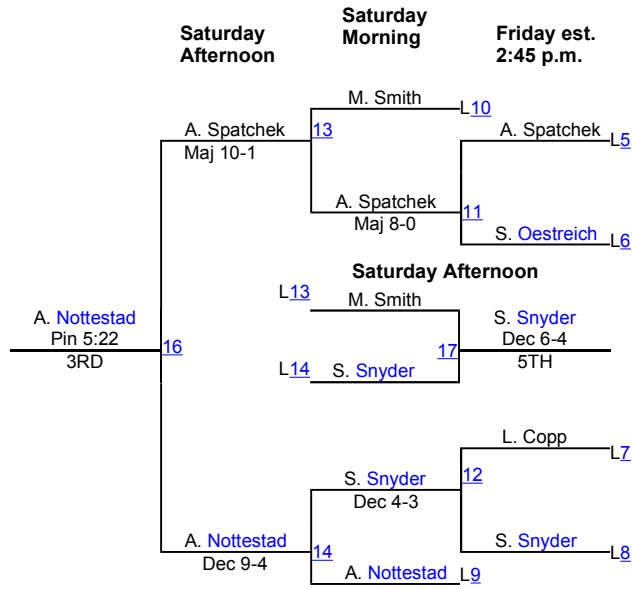 Saturday
Afternoon
Saturday
Morning
Friday est.
2:45 p.m.
M. Smith
L10
A. Spatchek
13
A. Spatchek
L5
Maj 10-1
A. Spatchek
11
Maj 8-0
S. Oestreich
L6
Saturday Afternoon
L13
M. Smith
A. Nottestad
S. Snyder
Pin 5:22
16
17
Dec 6-4
3RD
5TH
L14
S. Snyder
L. Copp
L7
S. Snyder
12
Dec 4-3
A. Nottestad
14
S. Snyder
L8
Dec 9-4
A. Nottestad
L9